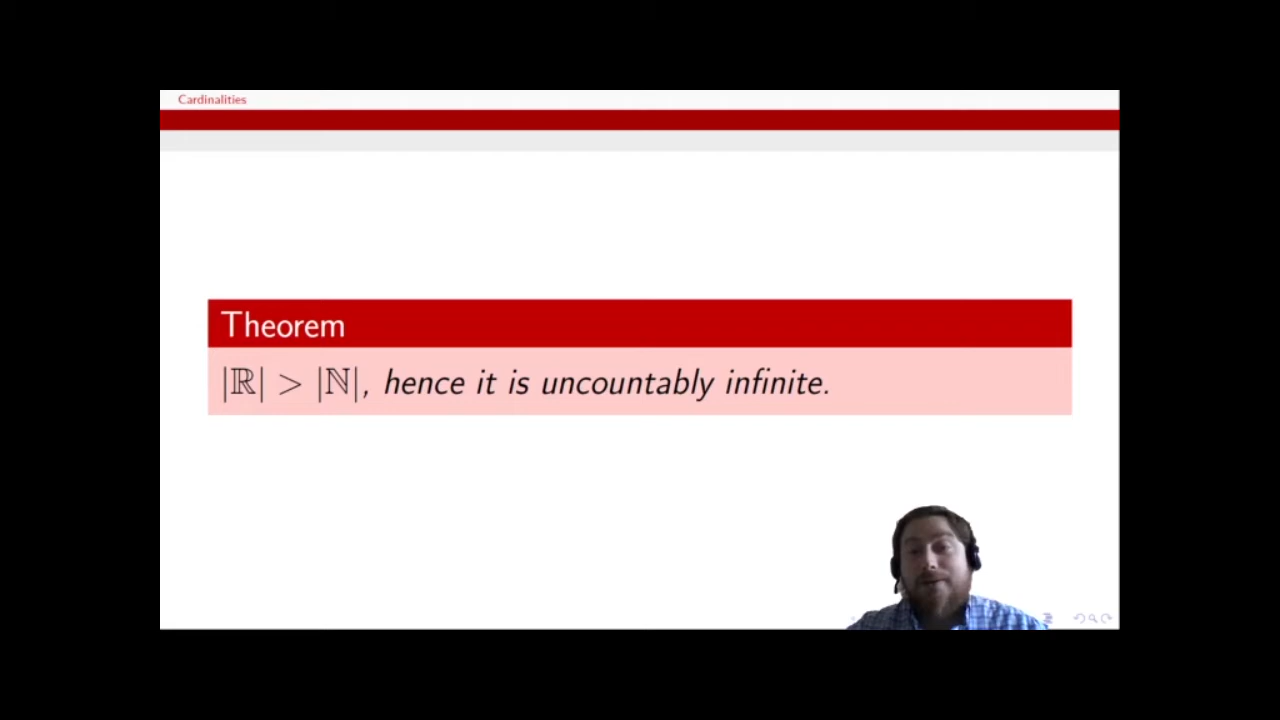 Cardinalities
Theorem
|ℝ| > |ℕ|, hence it is uncountably infinite.